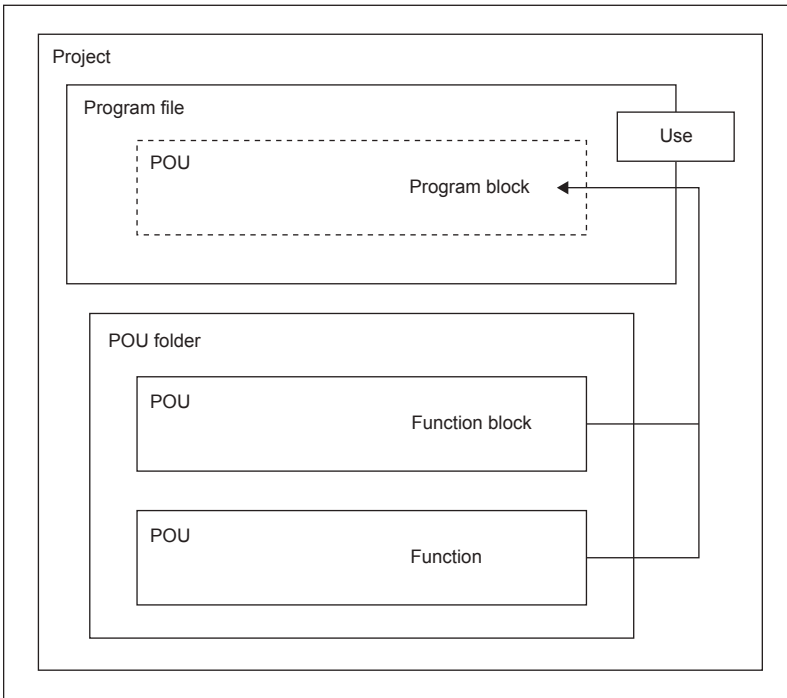 Project
Program file
Use
POU
Program block
POU folder
POU
Function block
POU
Function